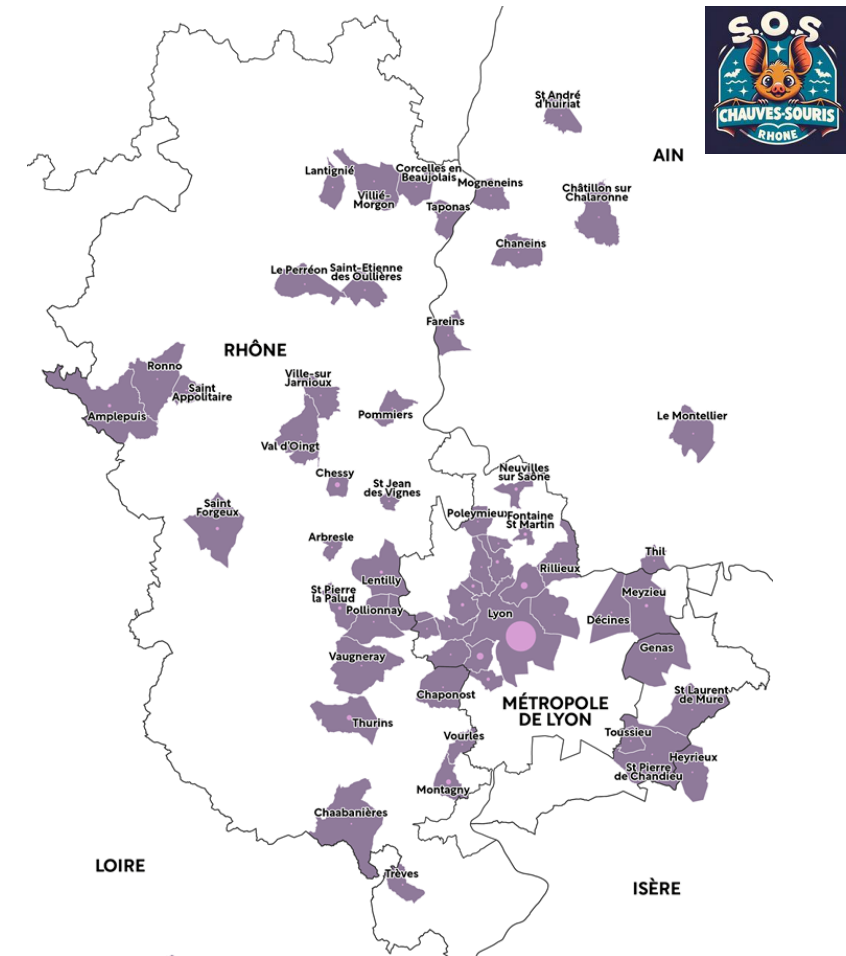 S.O.S
CHAUVES-SOURIS
RHONE
St André
d'huiriat
AIN
Lantignié
Villié-
Morgon
Corcelles en
Beaujolais
Mogneneins
Taponas
Châtillon sur
Chalaronne
Chaneins
Le Perréon
Saint-Etienne
des Oullières
Fareins
RHÔNE
Ronno
Saint
Appolitaire
Amplepuis
Ville-sur
Jarnioux
Pommiers
Val d'Oingt
Le Montellier
Chessy
St Jean
des Vignes
Neuvilles
sur Saône
Saint
Forgeux
Poleymieux
Fontaine
St Martin
Arbresle
Rillieux
Thil
Lentilly
St Pierre
la Palud
Pollionnay
Lyon
Meyzieu
Décines
Vaugneray
Genas
Chaponost
St Laurent
de Mure
MÉTROPOLE
DE LYON
Thurins
Vourles
Toussieu
Heyrieux
St Pierre
de Chandieu
Montagny
Chaabanières
LOIRE
Trèves
ISÈRE